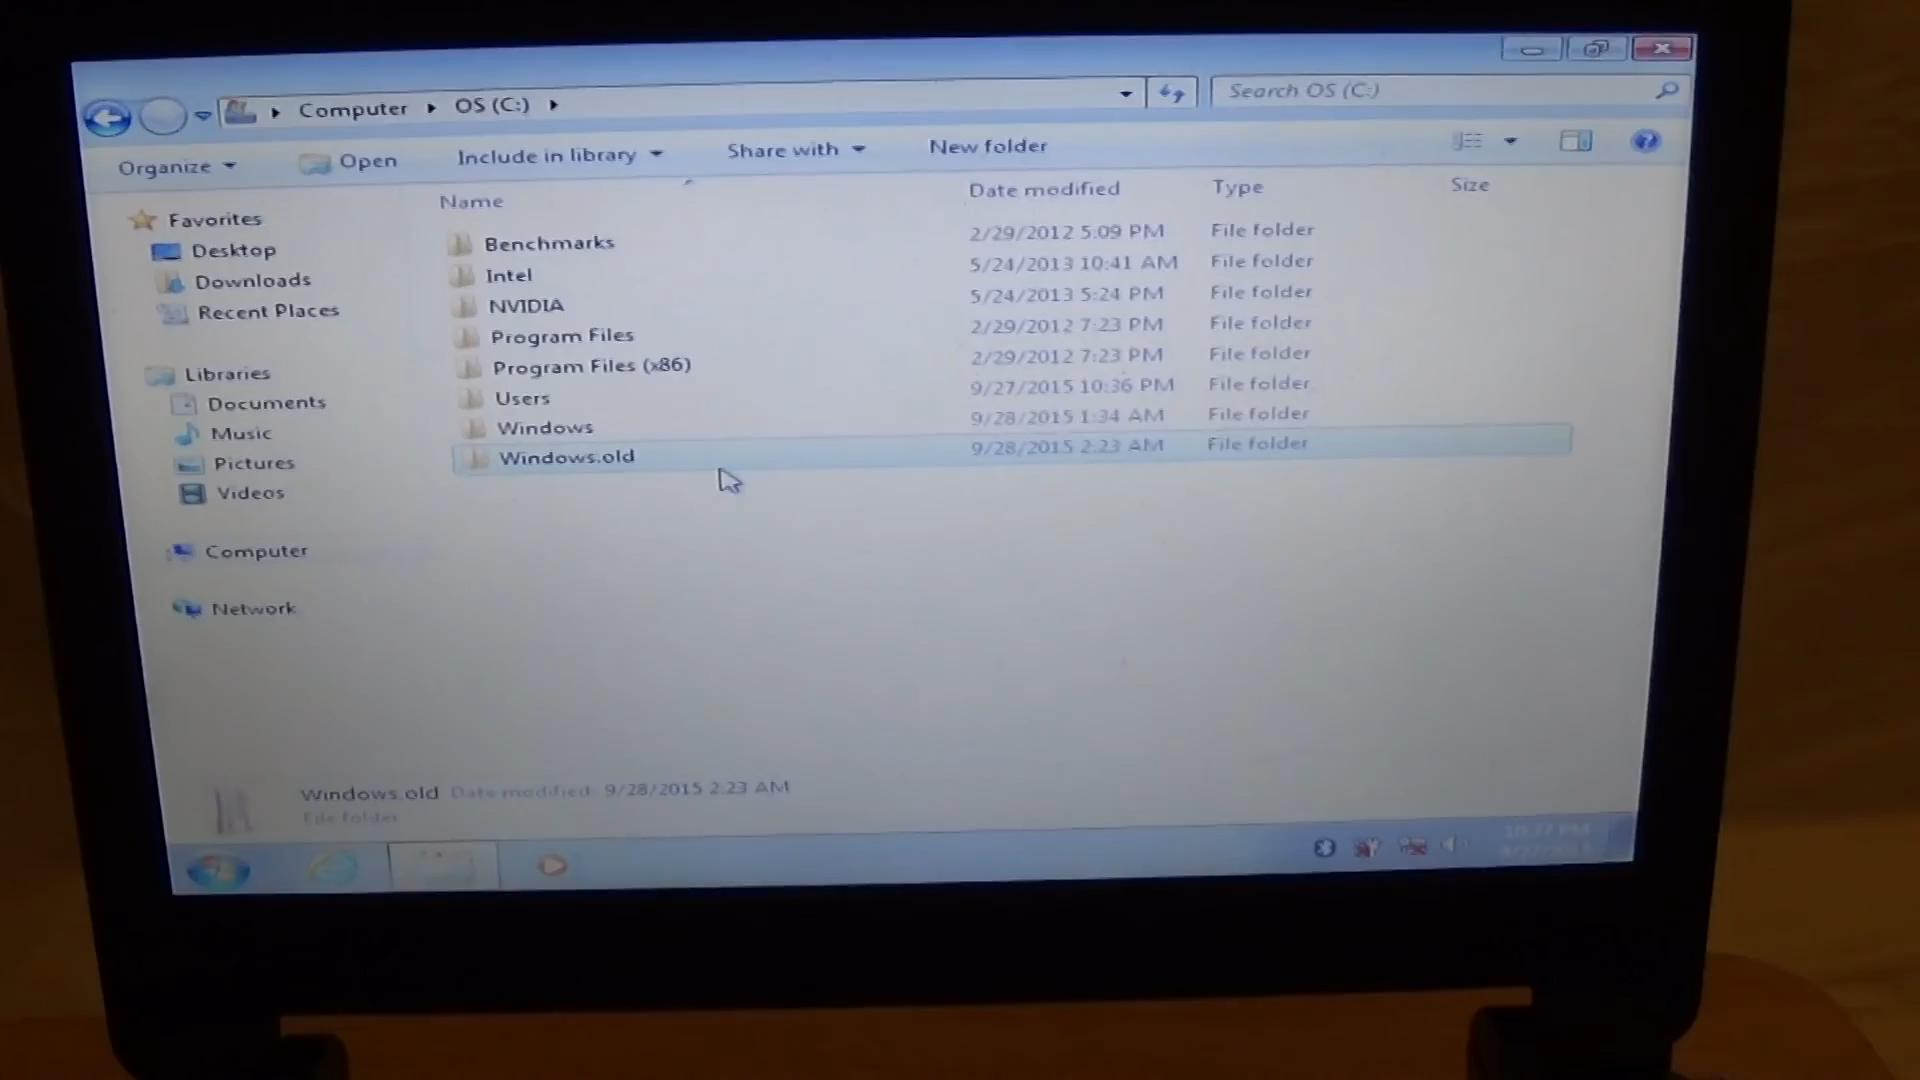 Computer OS (C:)
Search OS (C:)
Organize Open Include in library Share with New folder
Name Date modified Type Size
Favorites
Desktop
Downloads
Recent Places
Libraries
Documents
Music
Pictures
Videos
Computer
Network
Benchmarks 2/29/2012 5:09 PM File folder
Intel 5/24/2013 10:41 AM File folder
NVIDIA 5/24/2013 5:24 PM File folder
Program Files 2/29/2012 7:23 PM File folder
Program Files (x86) 2/29/2012 7:23 PM File folder
Users 9/27/2015 10:36 PM File folder
Windows 9/28/2015 1:34 AM File folder
Windows.old 9/28/2015 2:23 AM File folder
Windows.old Date modified: 9/28/2015 2:23 AM
File folder